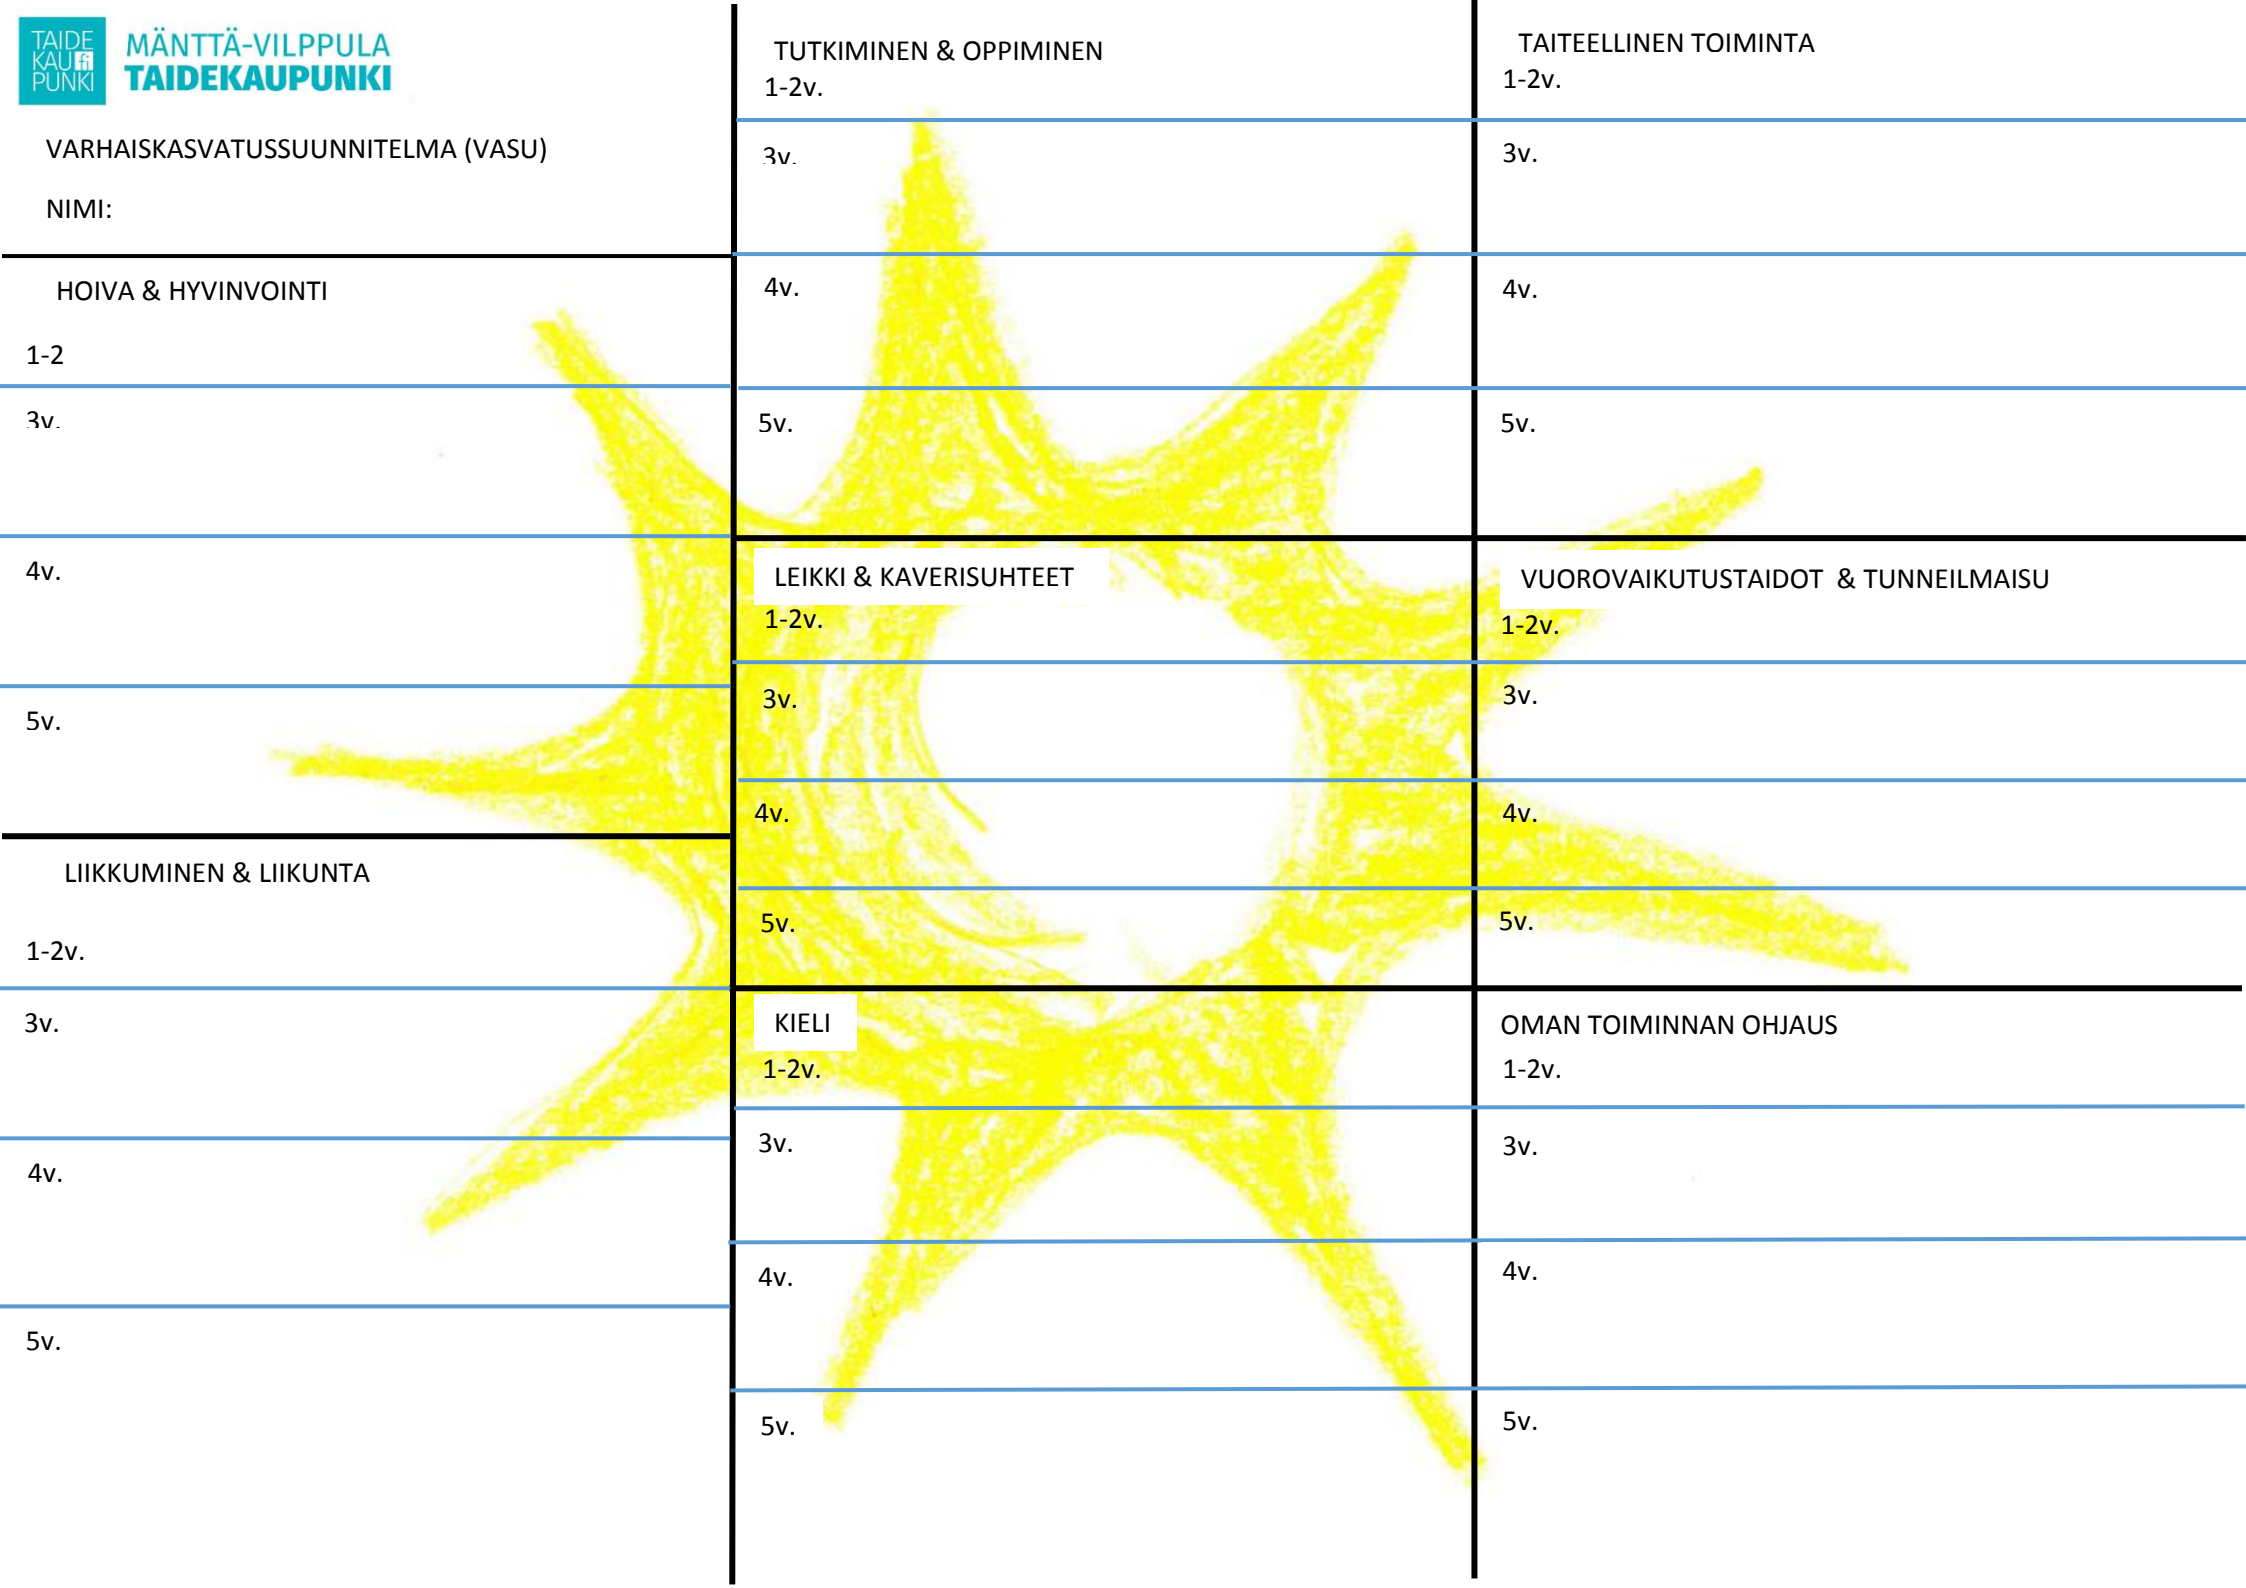 TAIDE
KAUfi
PUNKI
MÄNTTÄ-VILPPULA
TAIDEKAUPUNKI
VARHAISKASVATUSSUUNNITELMA (VASU)
NIMI:
HOIVA & HYVINVOINTI
1-2
3v.
4v.
5v.
LIIKKUMINEN & LIIKUNTA
1-2v.
3v.
4v.
5v.
TUTKIMINEN & OPPIMINEN
1-2v.
3v.
4v.
5v.
LEIKKI & KAVERISUHTEET
1-2v.
3v.
4v.
5v.
KIELI
1-2v.
3v.
4v.
5v.
TAITEELLINEN TOIMINTA
1-2v.
3v.
4v.
5v.
VUOROVAIKUTUSTAIDOT & TUNNEILMAISU
1-2v.
3v.
4v.
5v.
OMAN TOIMINNAN OHJAUS
1-2v.
3v.
4v.
5v.